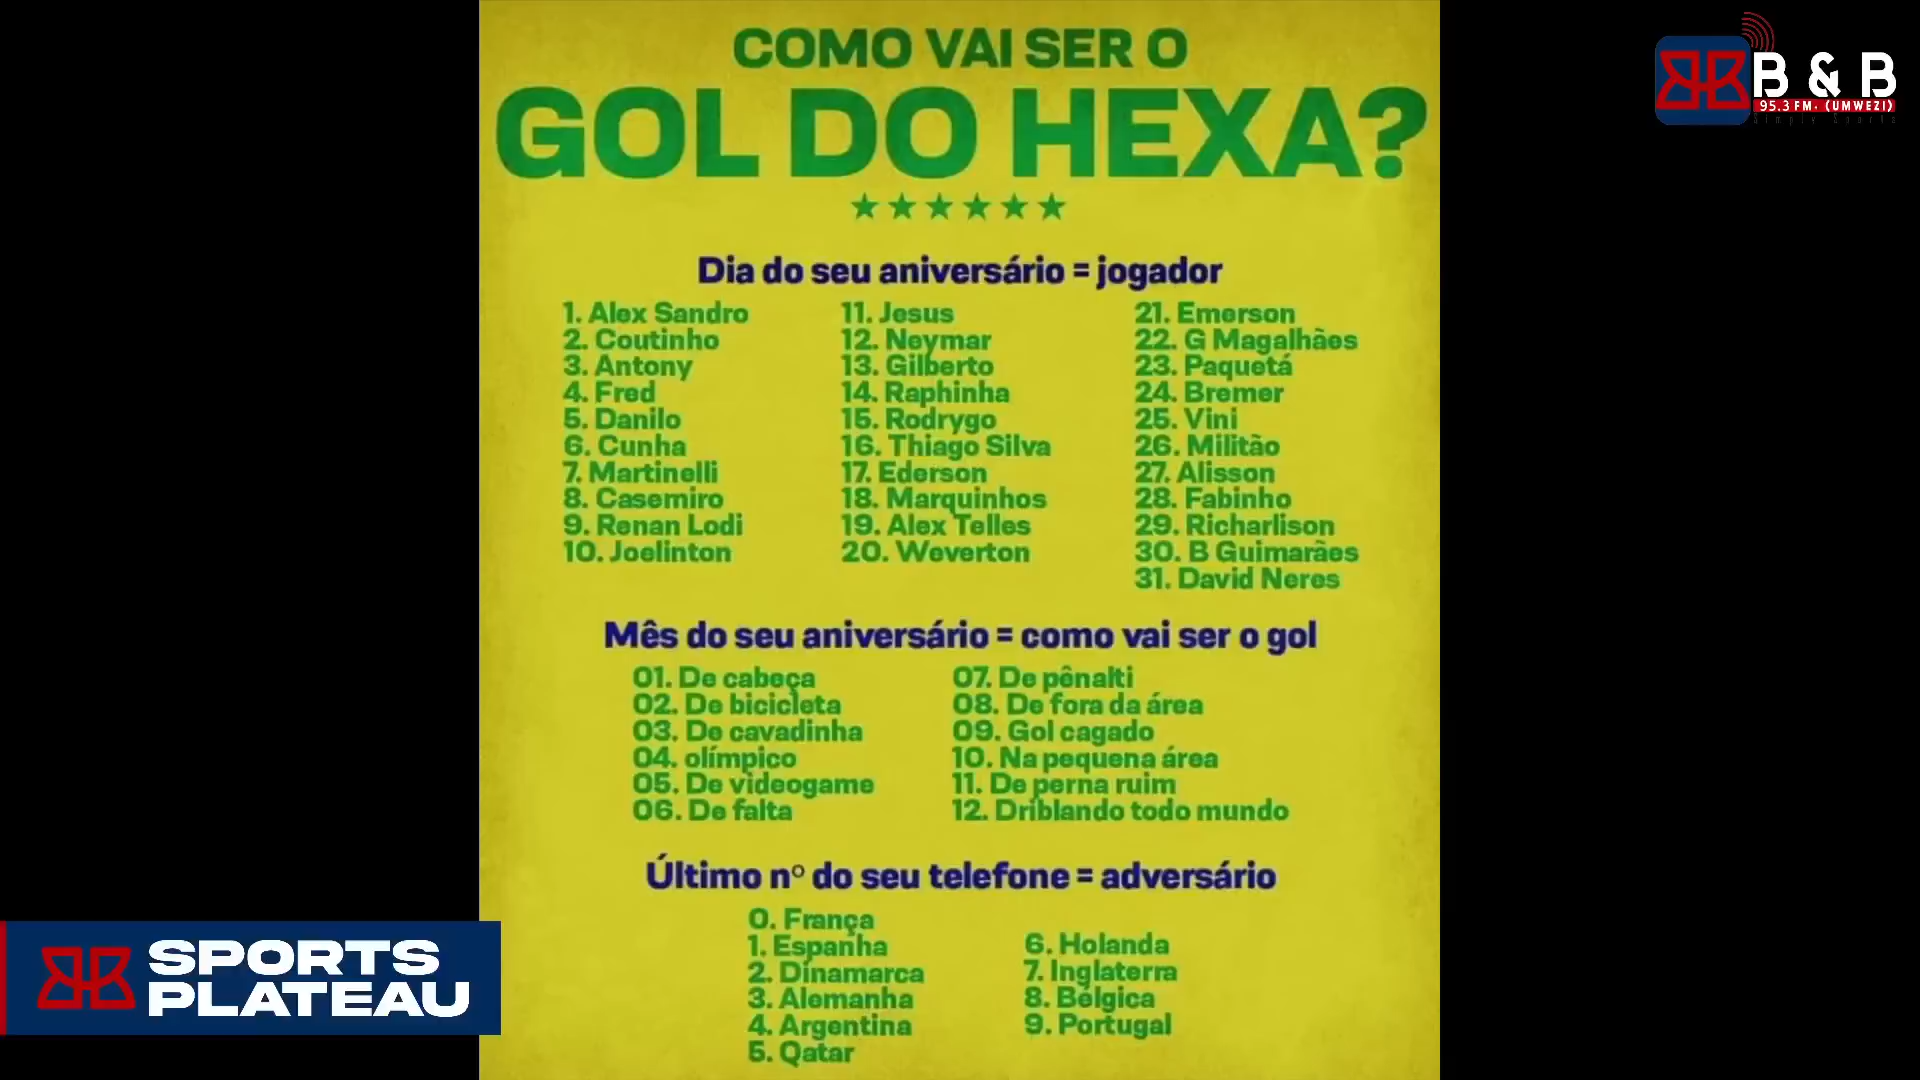 COMO VAI SER O
GOL DO HEXA?
B & B
95.3 FM. (UMWEZI)
Simply Sports
Dia do seu aniversário = jogador
1. Alex Sandro
2. Coutinho
3. Antony
4. Fred
5. Danilo
6. Cunha
7. Martinelli
8. Casemiro
9. Renan Lodi
10. Joelinton
11. Jesus
12. Neymar
13. Gilberto
14. Raphinha
15. Rodrygo
16. Thiago Silva
17. Ederson
18. Marquinhos
19. Alex Telles
20. Weverton
21. Emerson
22. G Magalhães
23. Paquetá
24. Bremer
25. Vini
26. Militão
27. Alisson
28. Fabinho
29. Richarlison
30. B Guimarães
31. David Neres
Mês do seu aniversário = como vai ser o gol
01. De cabeça
02. De bicicleta
03. De cavadinha
04. olímpico
05. De videogame
06. De falta
07. De pênalti
08. De fora da área
09. Gol cagado
10. Na pequena área
11. De perna ruim
12. Driblando todo mundo
Último nº do seu telefone = adversário
0. França
1. Espanha
2. Dinamarca
3. Alemanha
4. Argentina
5. Qatar
6. Holanda
7. Inglaterra
8. Bélgica
9. Portugal
SPORTS
PLATEAU